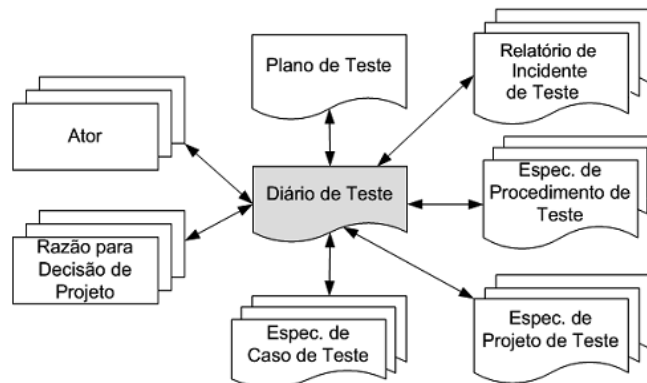 Plano de Teste
Relatório de
Incidente
de Teste
Ator
Diário de Teste
Espec. de
Procedimento de
Teste
Razão para
Decisão de
Projeto
Espec. de
Caso de Teste
Espec. de
Projeto de Teste